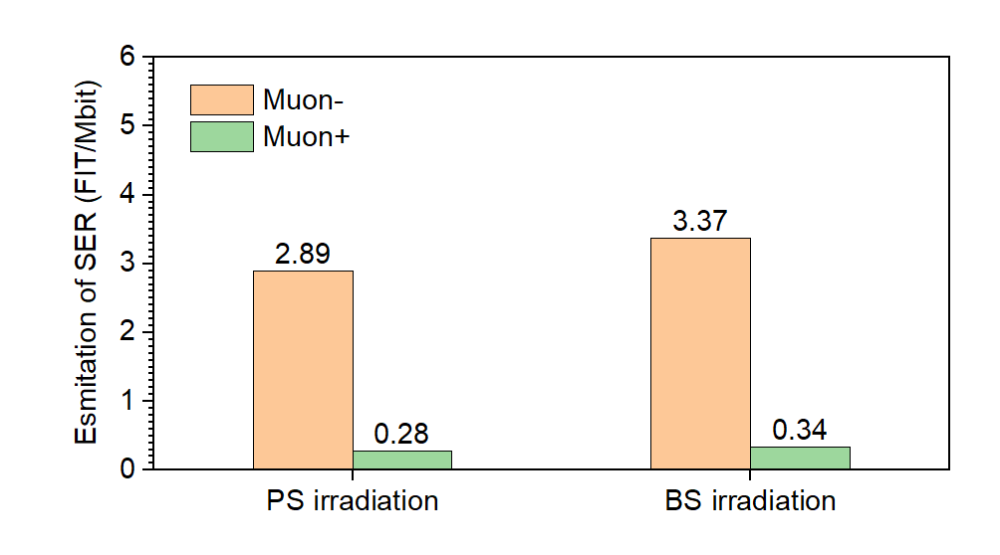 Esmitation of SER (FIT/Mbit)
6
5
4
3
2
1
0
Muon-
Muon+
2.89
0.28
3.37
0.34
PS irradiation
BS irradiation